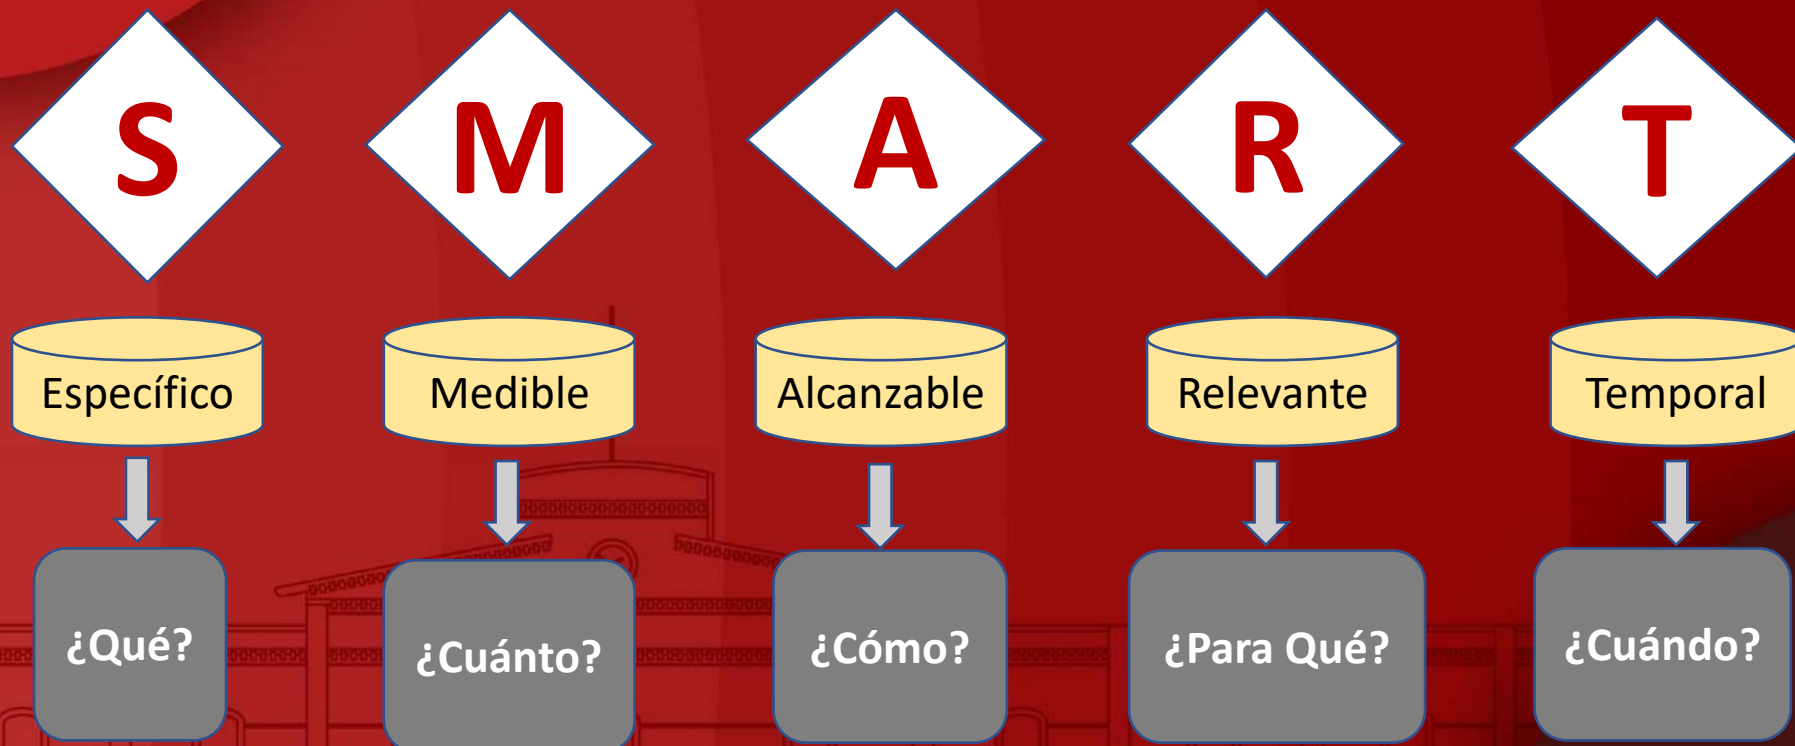 S
M
A
R
T
Específico
Medible
Alcanzable
Relevante
Temporal
¿Qué?
¿Cuánto?
¿Cómo?
¿Para Qué?
¿Cuándo?